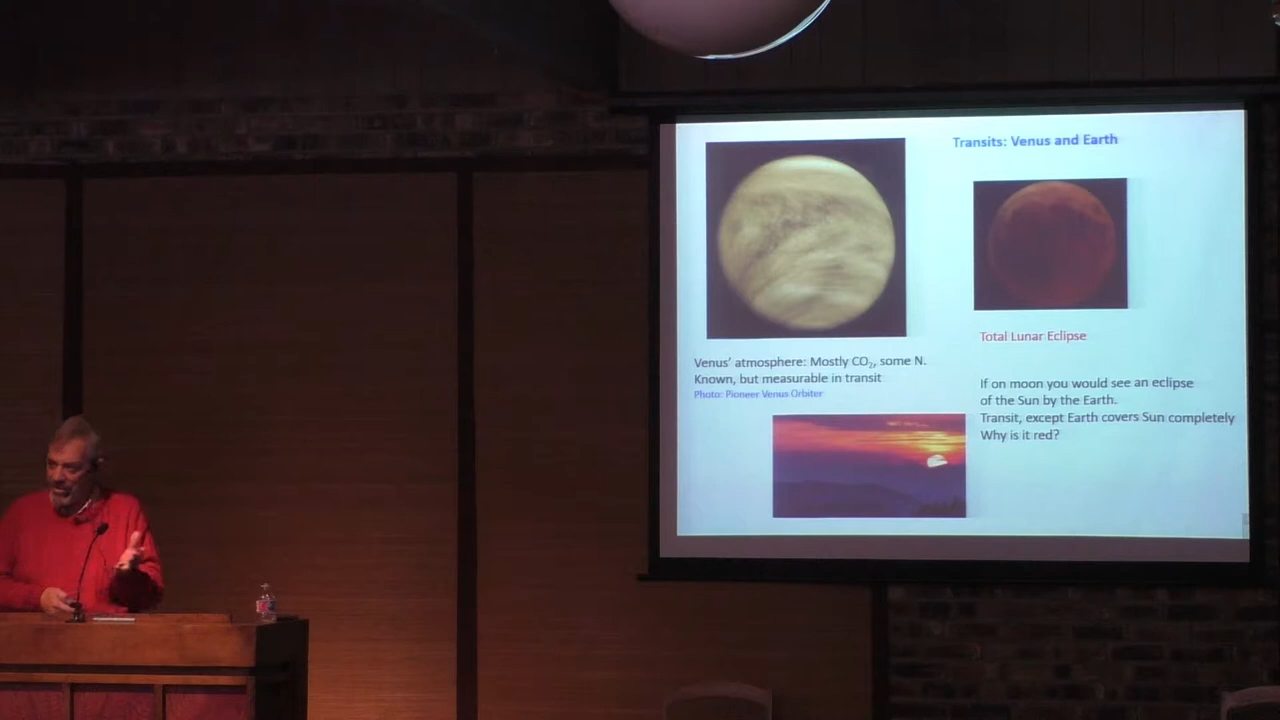 Transits: Venus and Earth
Venus' atmosphere: Mostly CO₂, some N.
Known, but measurable in transit
Photo: Pioneer Venus Orbiter
Total Lunar Eclipse
If on moon you would see an eclipse
of the Sun by the Earth.
Transit, except Earth covers Sun completely
Why is it red?